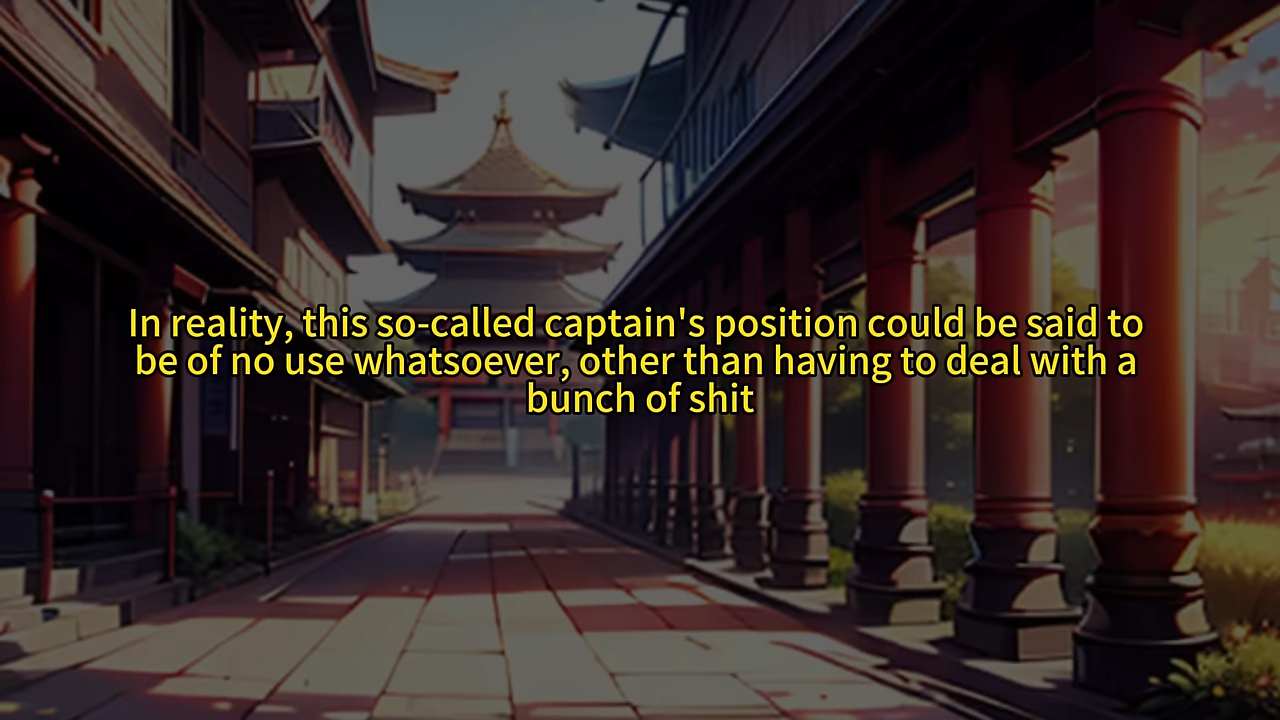 In reality, this so-called captain's position could be said to
be of no use whatsoever, other than having to deal with a
bunch of shit